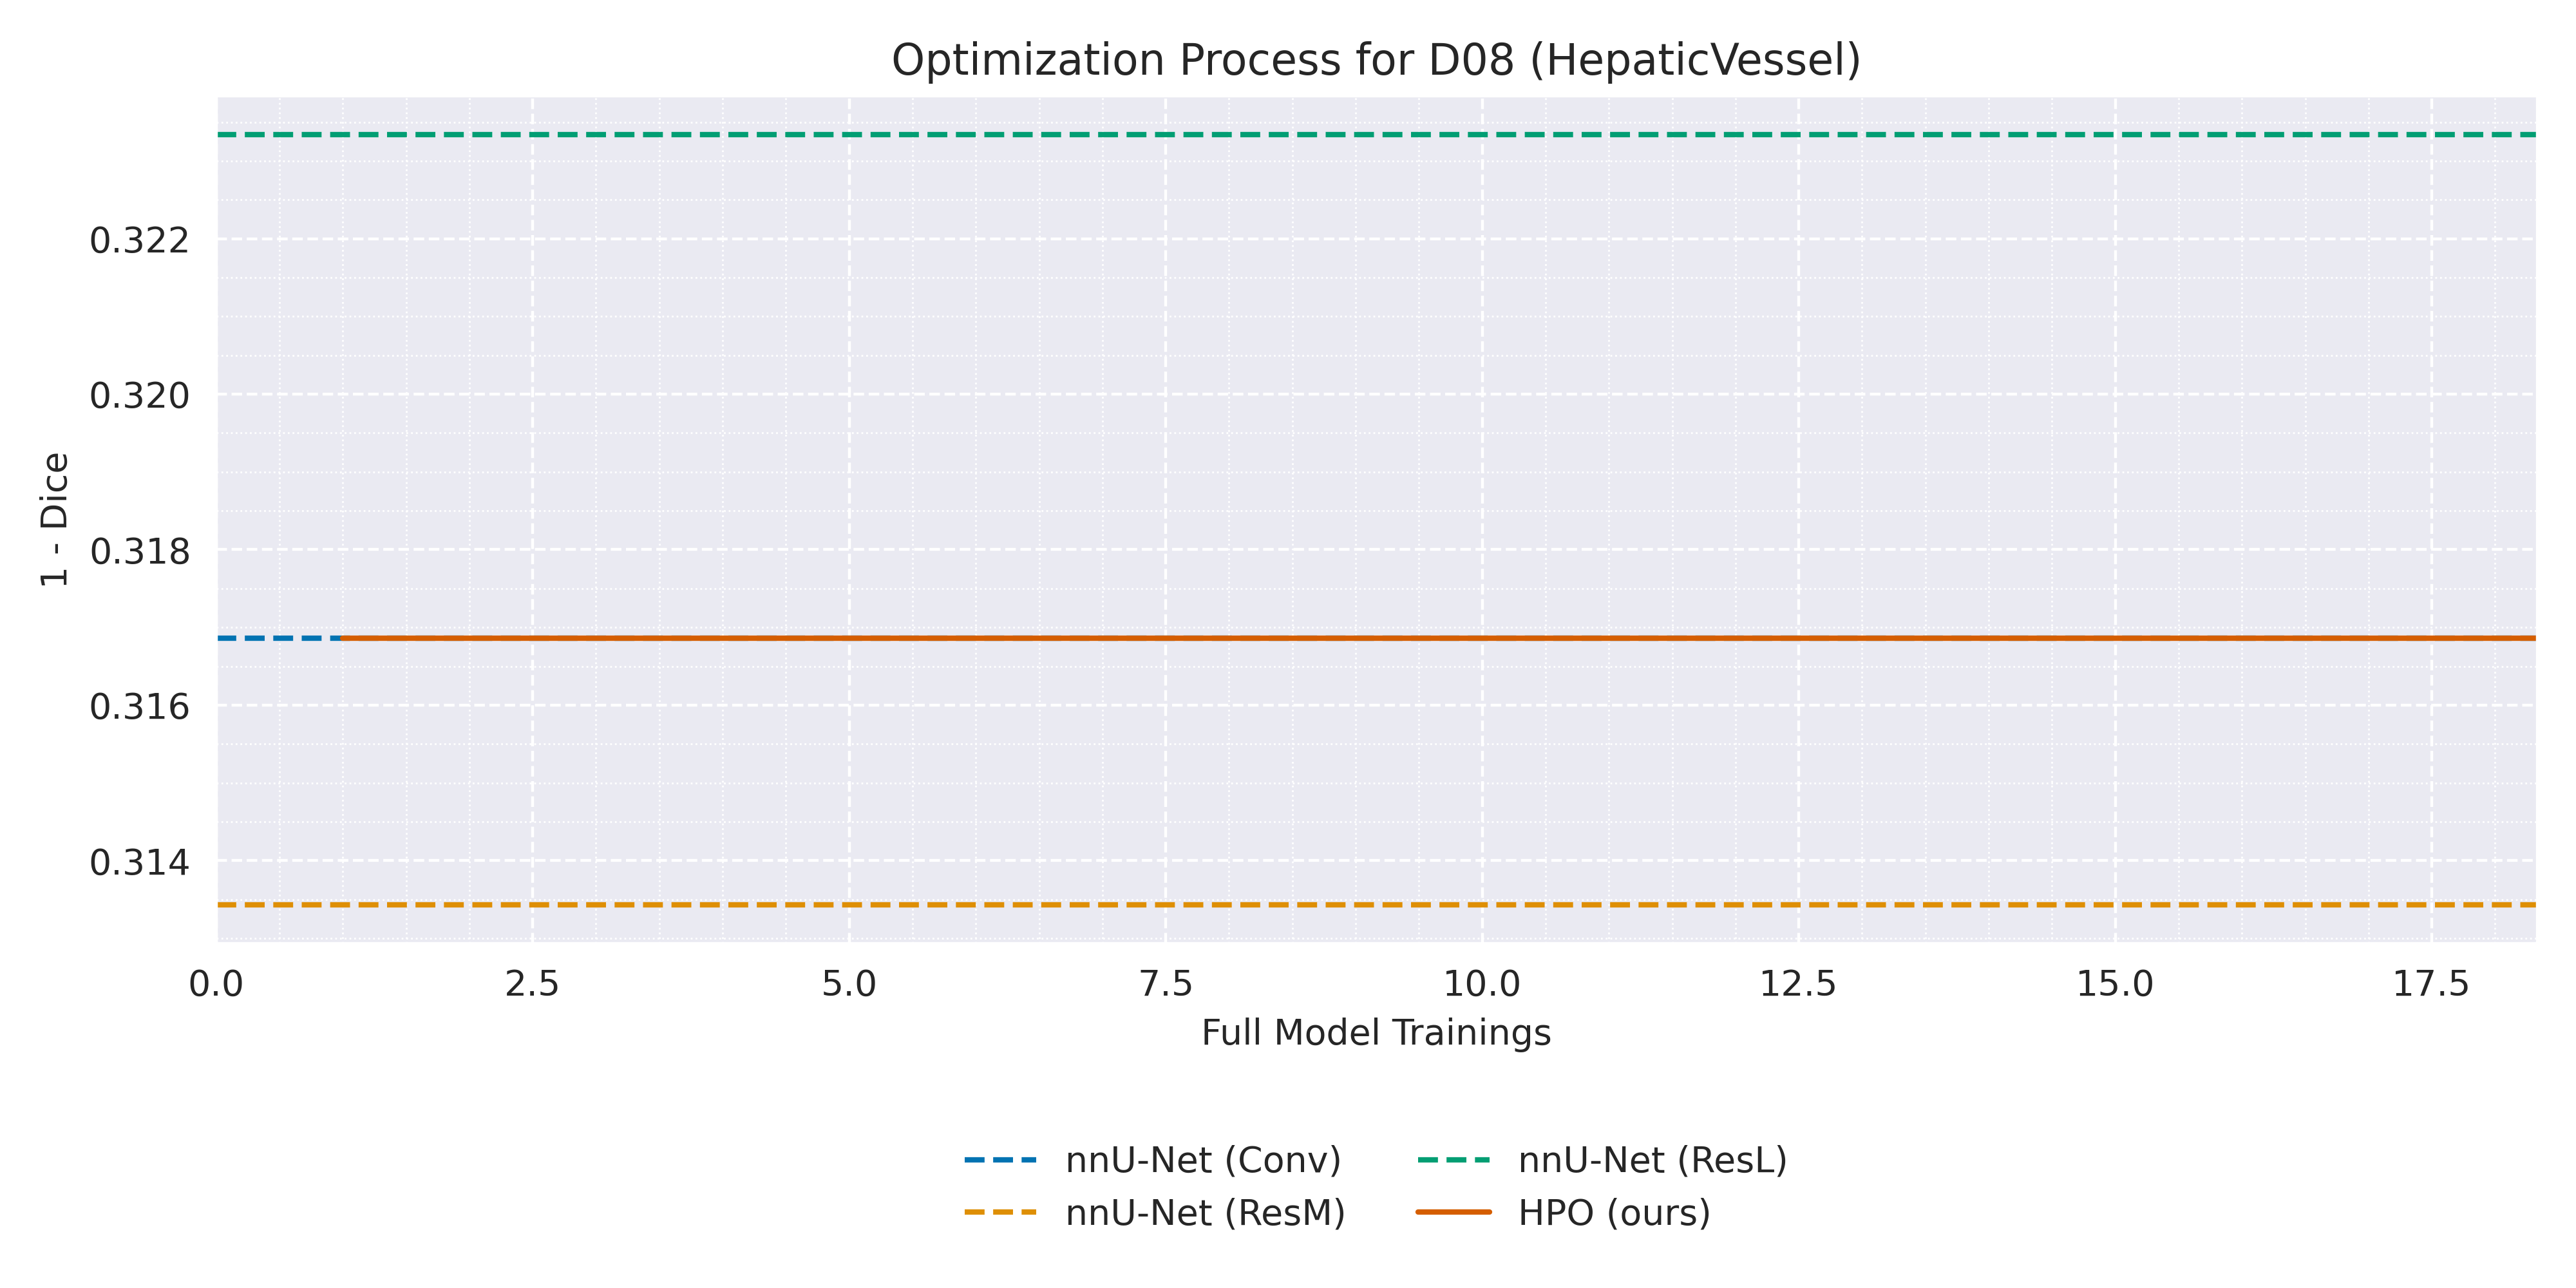 Optimization Process for D08 (HepaticVessel)
1 - Dice
0.322
0.320
0.318
0.316
0.314
0.0 2.5 5.0 7.5 10.0 12.5 15.0 17.5
Full Model Trainings
nnU-Net (Conv) nnU-Net (ResL)
nnU-Net (ResM) HPO (ours)